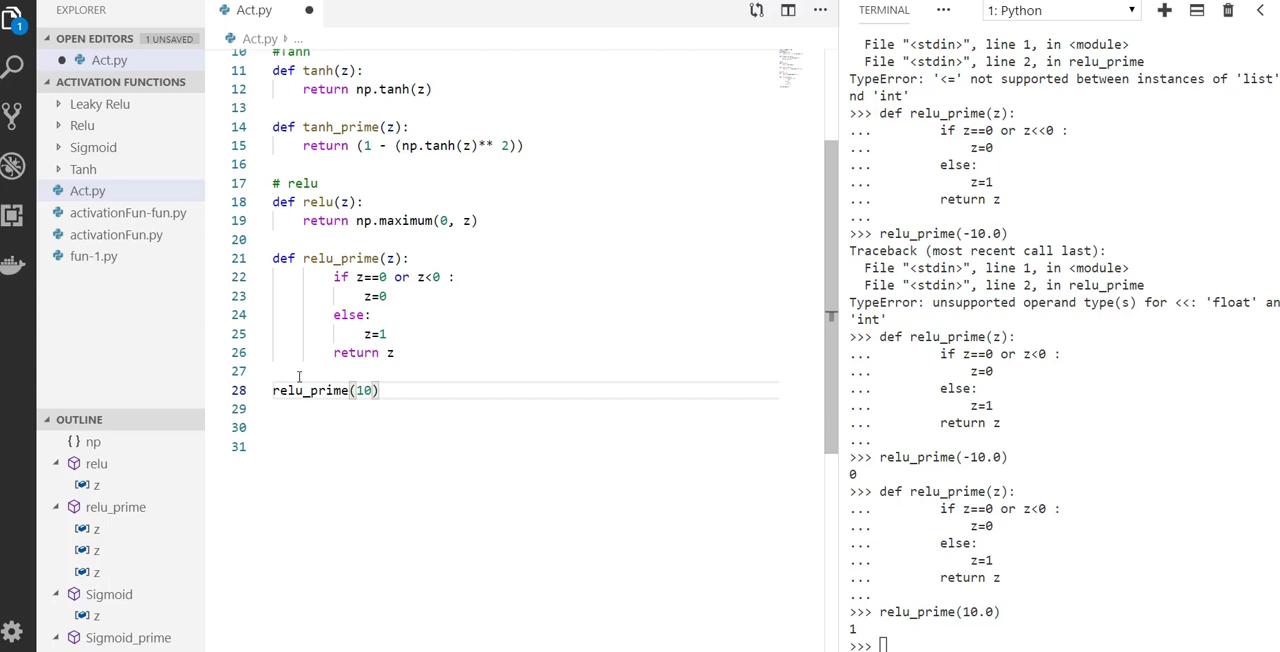 EXPLORER
OPEN EDITORS 1 UNSAVED
Act.py
ACTIVATION FUNCTIONS
Leaky Relu
Relu
Sigmoid
Tanh
Act.py
activationFun-fun.py
activationFun.py
fun-1.py
OUTLINE
{ } np
relu
z
relu_prime
z
z
z
Sigmoid
z
Sigmoid_prime
1
Act.py
Act.py ...
10 #Tanh
11 def tanh(z):
12 return np.tanh(z)
13
14 def tanh_prime(z):
15 return (1 - (np.tanh(z)** 2))
16
17 # relu
18 def relu(z):
19 return np.maximum(0, z)
20
21 def relu_prime(z):
22 if z==0 or z<0 :
23 z=0
24 else:
25 z=1
26 return z
27
28 relu_prime(10)
29
30
31
TERMINAL ... 1: Python
File "<stdin>", line 1, in <module>
File "<stdin>", line 2, in relu_prime
TypeError: '<=' not supported between instances of 'list'
nd 'int'
>>> def relu_prime(z):
... if z==0 or z<<0 :
... z=0
... else:
... z=1
... return z
...
>>> relu_prime(-10.0)
Traceback (most recent call last):
File "<stdin>", line 1, in <module>
File "<stdin>", line 2, in relu_prime
TypeError: unsupported operand type(s) for <<: 'float' an
'int'
>>> def relu_prime(z):
... if z==0 or z<0 :
... z=0
... else:
... z=1
... return z
...
>>> relu_prime(-10.0)
0
>>> def relu_prime(z):
... if z==0 or z<0 :
... z=0
... else:
... z=1
... return z
...
>>> relu_prime(10.0)
1
>>>